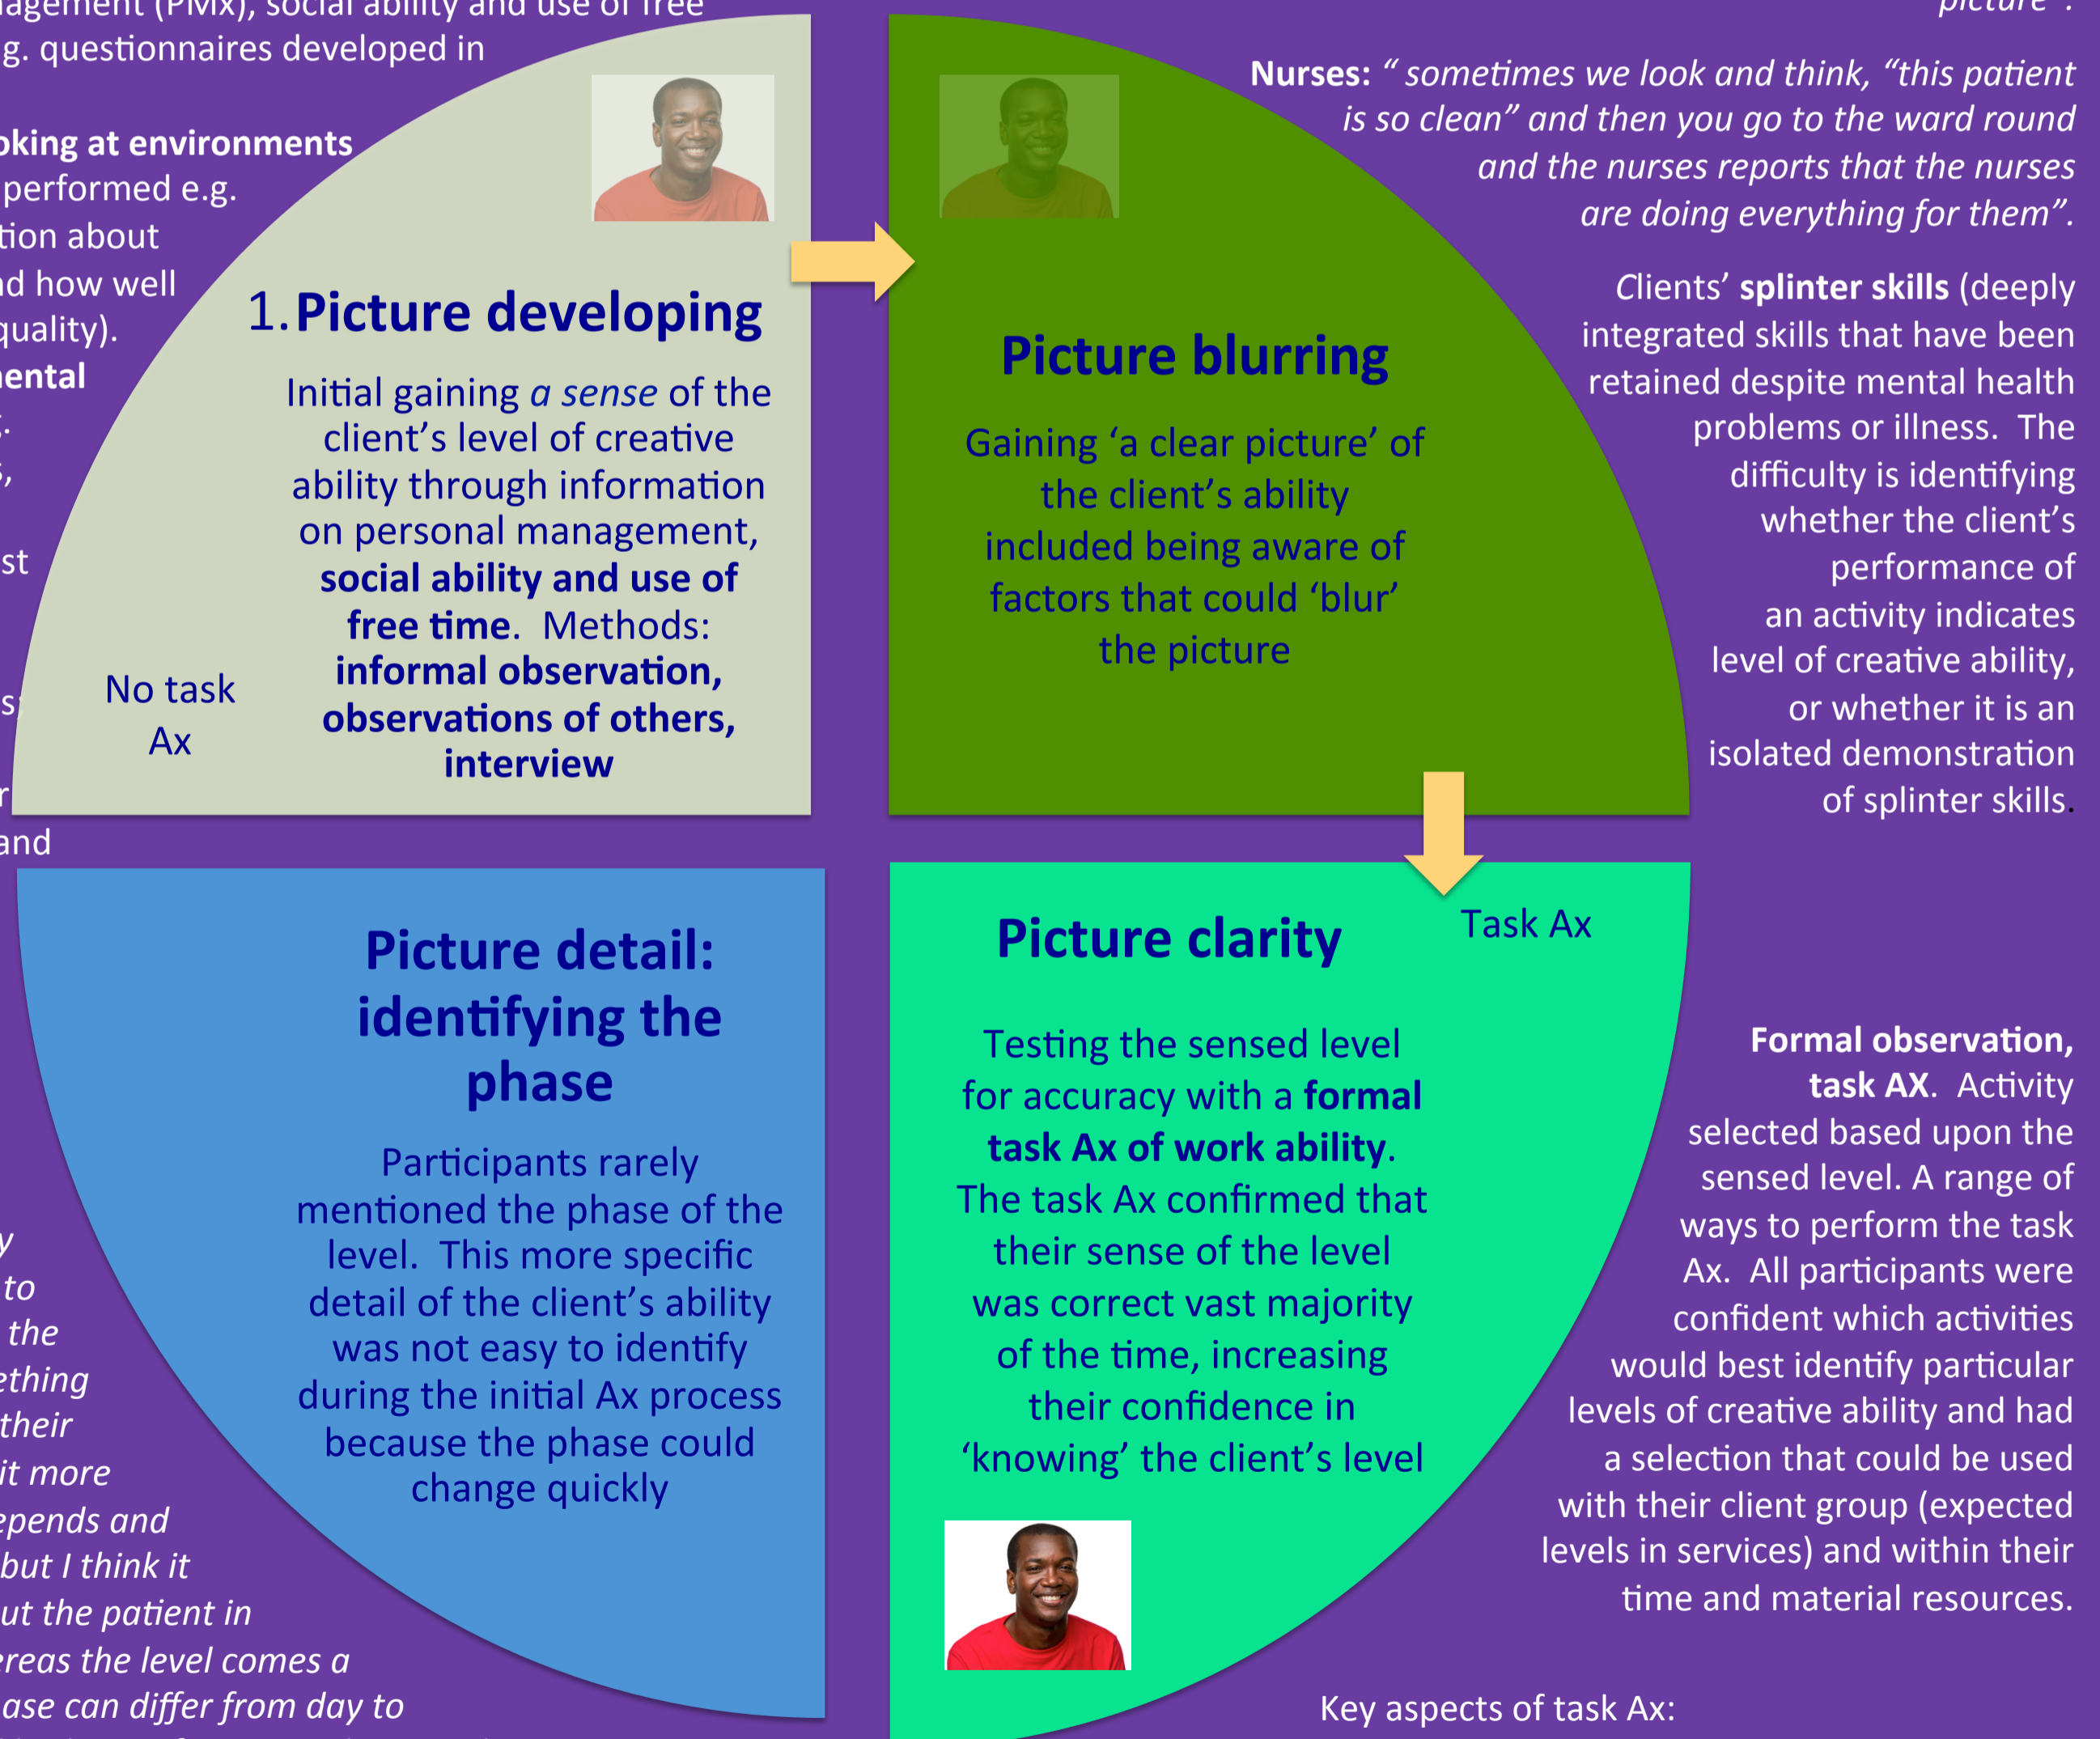 agement (PMx), social ability and use of free
g. questionnaires developed in
oking at environments
performed e.g.
tion about
nd how well
quality).
ental
g.
s,
st
s;
r
and
y
to
the
ething
their
it more
epends and
but I think it
ut the patient in
ereas the level comes a
ase can differ from day to
1. Picture developing
Initial gaining a sense of the
client's level of creative
ability through information
on personal management,
social ability and use of
free time. Methods:
informal observation,
observations of others,
interview
No task
Ax
Picture blurring
Gaining ‘a clear picture’ of
the client's ability
included being aware of
factors that could ‘blur’
the picture
Picture detail:
identifying the
phase
Participants rarely
mentioned the phase of the
level. This more specific
detail of the client's ability
was not easy to identify
during the initial Ax process
because the phase could
change quickly
Picture clarity
Task Ax
Testing the sensed level
for accuracy with a formal
task Ax of work ability.
The task Ax confirmed that
their sense of the level
was correct vast majority
of the time, increasing
their confidence in
‘knowing’ the client's level
picture”.
Nurses: “ sometimes we look and think, “this patient
is so clean” and then you go to the ward round
and the nurses reports that the nurses
are doing everything for them”.
Clients’ splinter skills (deeply
integrated skills that have been
retained despite mental health
problems or illness. The
difficulty is identifying
whether the client's
performance of
an activity indicates
level of creative ability,
or whether it is an
isolated demonstration
of splinter skills.
Formal observation,
task AX. Activity
selected based upon the
sensed level. A range of
ways to perform the task
Ax. All participants were
confident which activities
would best identify particular
levels of creative ability and had
a selection that could be used
with their client group (expected
levels in services) and within their
time and material resources.
Key aspects of task Ax: